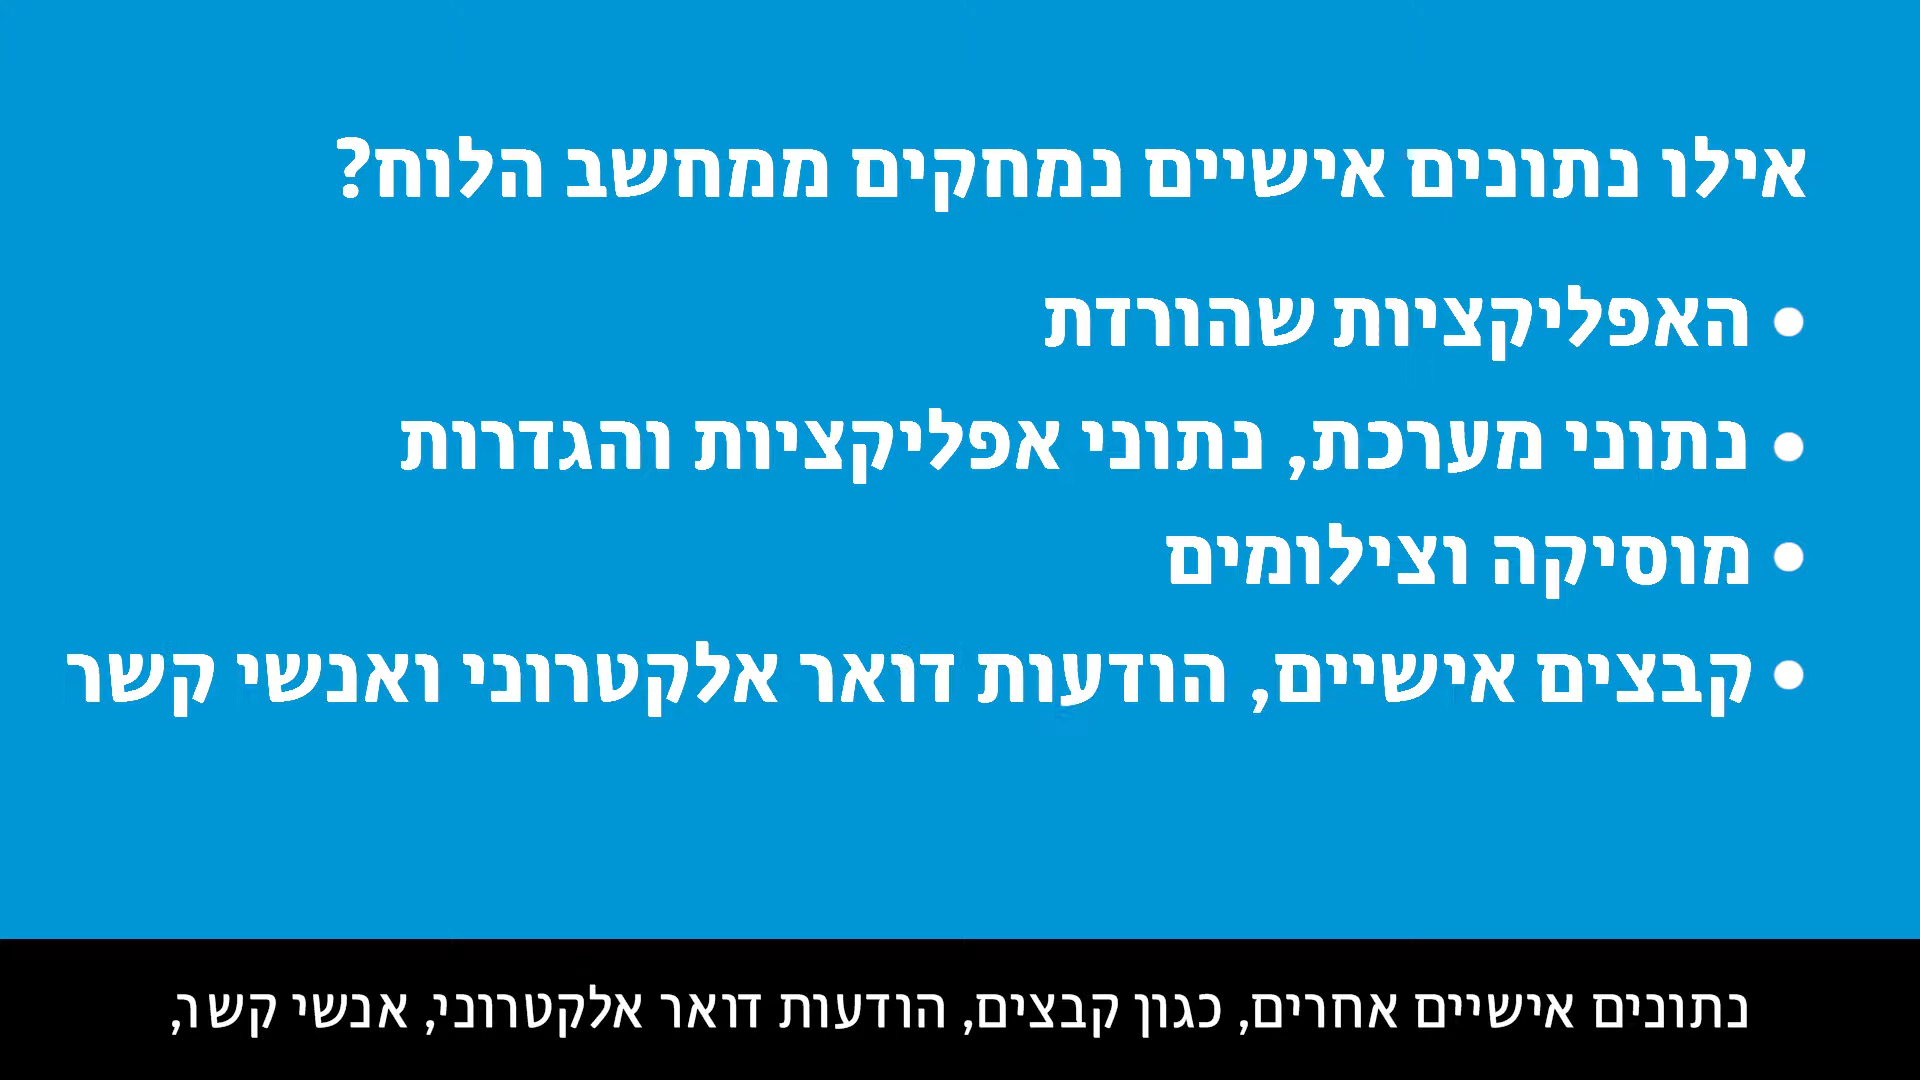 אילו נתונים אישיים נמחקים ממחשב הלוח?
• האפליקציות שהורדת
• נתוני מערכת, נתוני אפליקציות והגדרות
• מוסיקה וצילומים
• קבצים אישיים, הודעות דואר אלקטרוני ואנשי קשר
נתונים אישיים אחרים, כגון קבצים, הודעות דואר אלקטרוני, אנשי קשר,